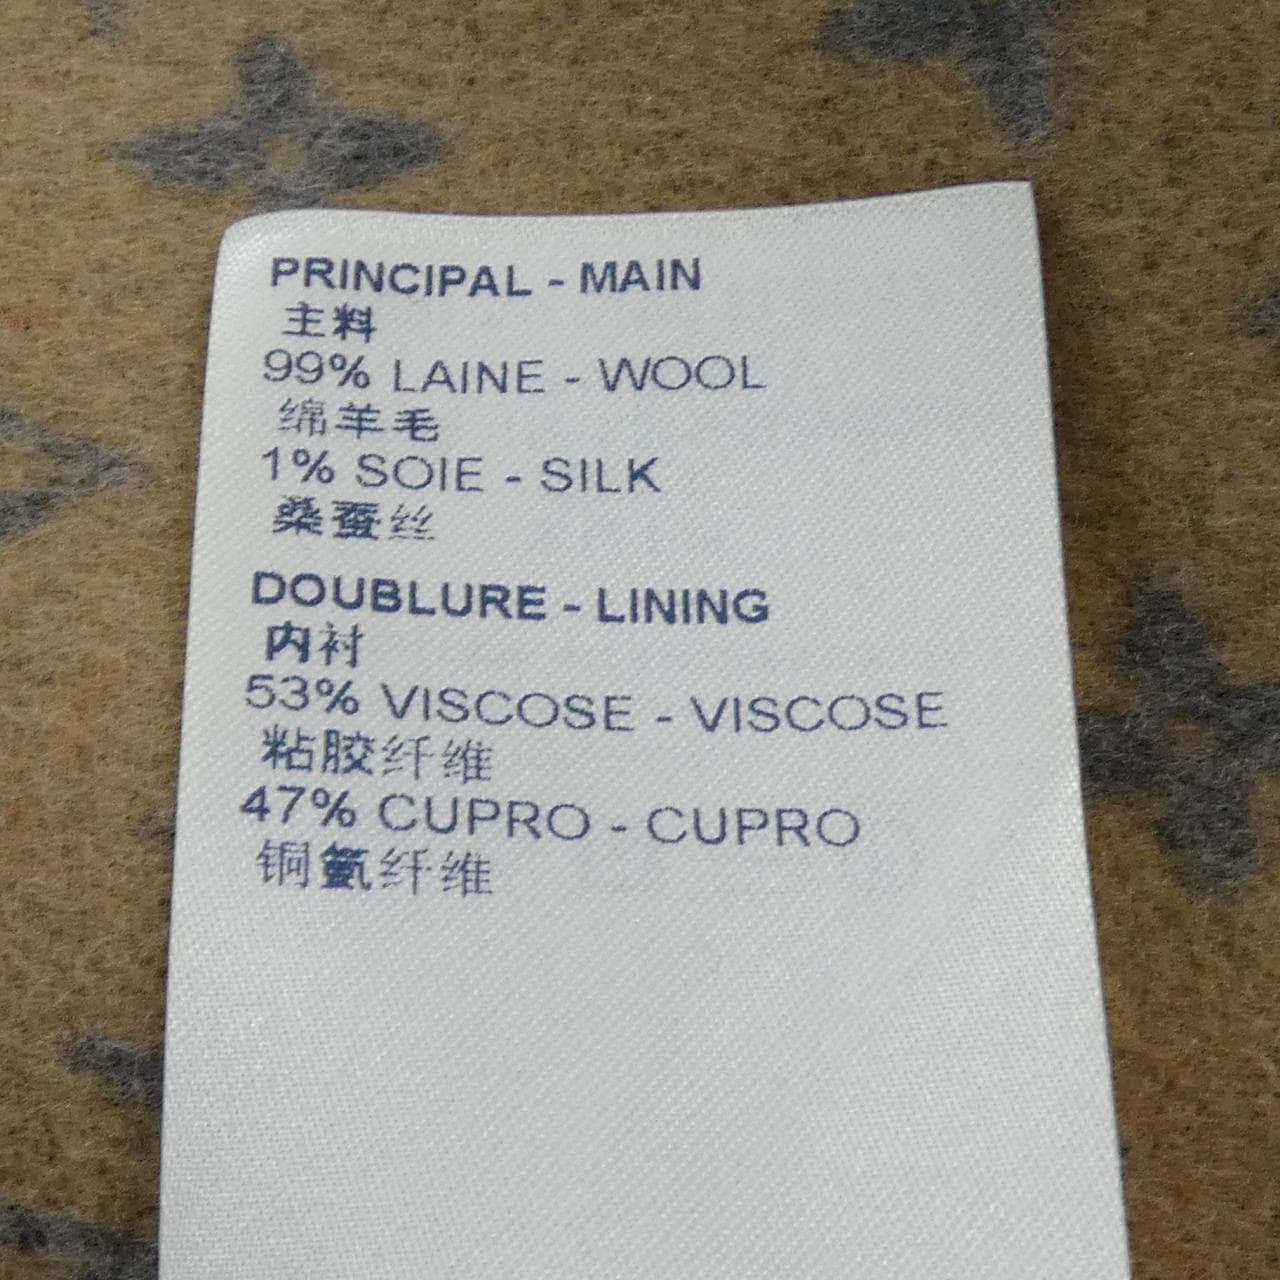 PRINCIPAL - MAIN
主料
99% LAINE - WOOL
绵羊毛
1% SOIE - SILK
桑蚕丝
DOUBLURE - LINING
内衬
53% VISCOSE - VISCOSE
粘胶纤维
47% CUPRO - CUPRO
铜氨纤维